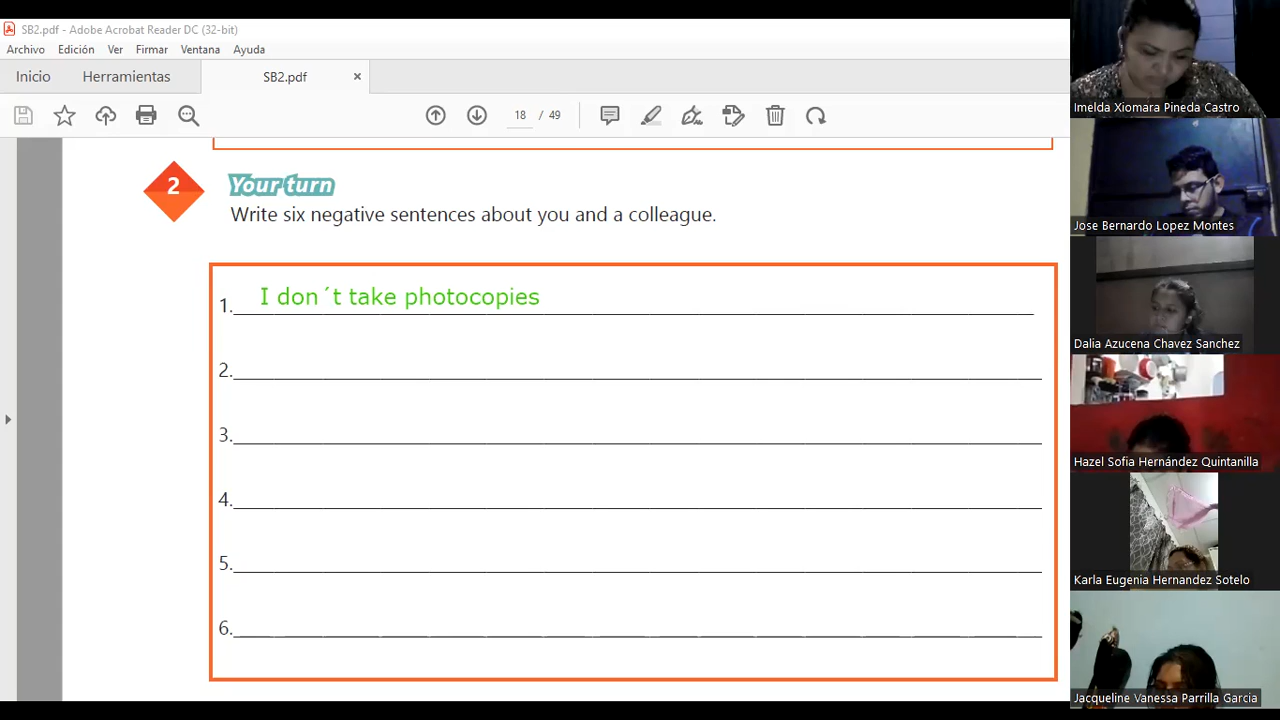 SB2.pdf - Adobe Acrobat Reader DC (32-bit)
Archivo Edición Ver Firmar Ventana Ayuda
Inicio Herramientas SB2.pdf ×
18 / 49
2 Your turn
Write six negative sentences about you and a colleague.
1. I don´t take photocopies
2.
3.
4.
5.
6.
Imelda Xiomara Pineda Castro
Jose Bernardo Lopez Montes
Dalia Azucena Chavez Sanchez
Hazel Sofia Hernández Quintanilla
Karla Eugenia Hernandez Sotelo
Jacqueline Vanessa Parrilla Garcia